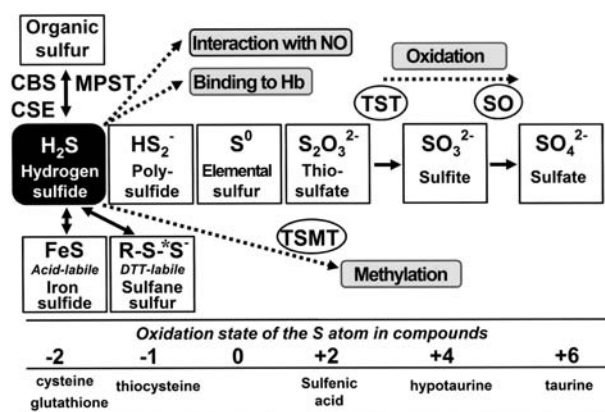 Organic
sulfur
Interaction with NO
Oxidation
CBS MPST
Binding to Hb
CSE
TST
SO
H₂S
Hydrogen
sulfide
HS₂⁻
Poly-
sulfide
S⁰
Elemental
sulfur
S₂O₃²⁻
Thio-
sulfate
SO₃²⁻
Sulfite
SO₄²⁻
Sulfate
TSMT
FeS
Acid-labile
Iron
sulfide
R-S-*S⁻
DTT-labile
Sulfane
sulfur
Methylation
Oxidation state of the S atom in compounds
-2 -1 0 +2 +4 +6
cysteine
glutathione
thiocysteine
Sulfenic
acid
hypotaurine
taurine